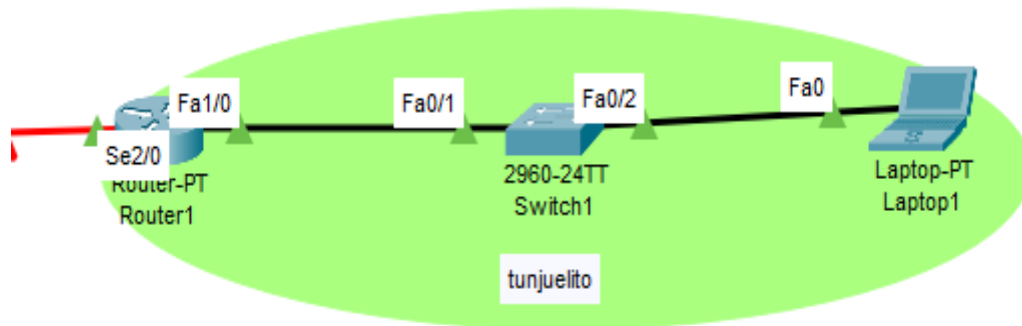 Fa1/0
Fa0/1
Fa0/2
Fa0
Se2/0
Router-PT
Router1
2960-24TT
Switch1
Laptop-PT
Laptop1
tunjuelito